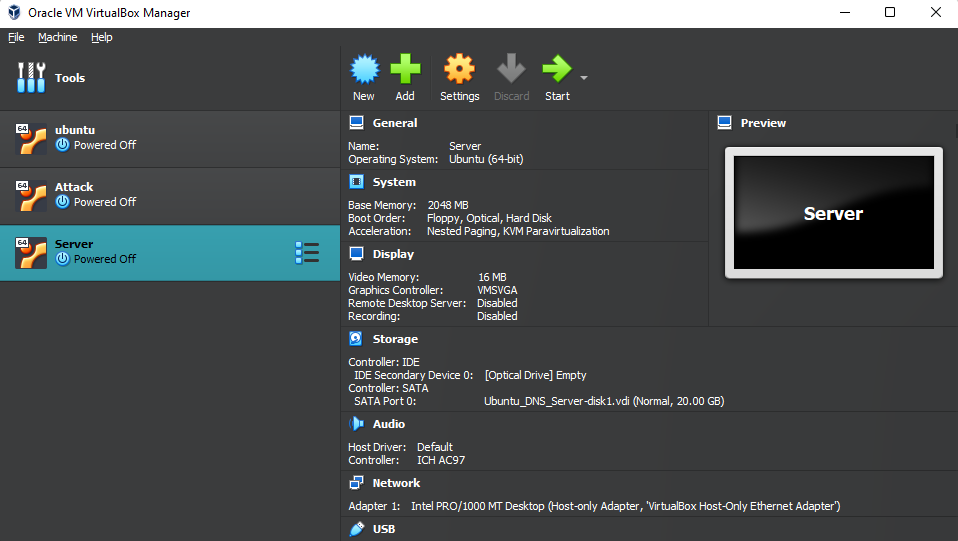 Oracle VM VirtualBox Manager
File Machine Help
Tools
New Add Settings Discard Start
64
ubuntu
Powered Off
64
Attack
Powered Off
64
Server
Powered Off
General
Name: Server
Operating System: Ubuntu (64-bit)
System
Base Memory: 2048 MB
Boot Order: Floppy, Optical, Hard Disk
Acceleration: Nested Paging, KVM Paravirtualization
Display
Video Memory: 16 MB
Graphics Controller: VMSVGA
Remote Desktop Server: Disabled
Recording: Disabled
Preview
Server
Storage
Controller: IDE
IDE Secondary Device 0: [Optical Drive] Empty
Controller: SATA
SATA Port 0: Ubuntu_DNS_Server-disk1.vdi (Normal, 20.00 GB)
Audio
Host Driver: Default
Controller: ICH AC97
Network
Adapter 1: Intel PRO/1000 MT Desktop (Host-only Adapter, 'VirtualBox Host-Only Ethernet Adapter')
USB